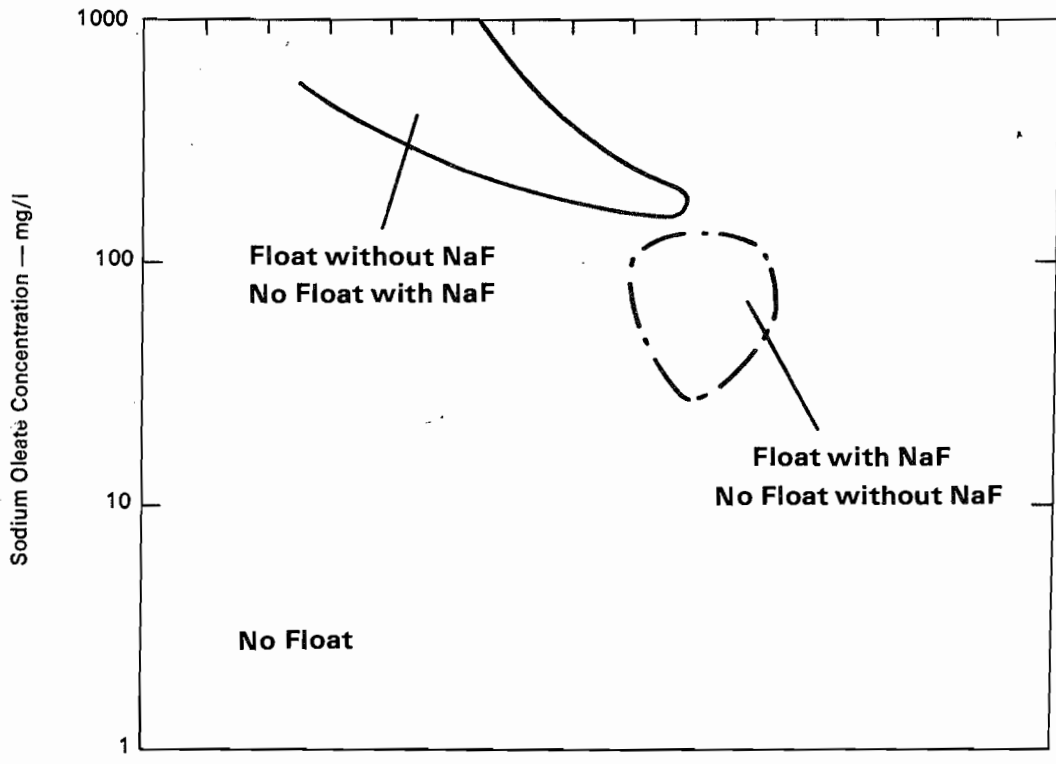 1000
300
100
10
1
Sodium Oleate Concentration — mg/l
Float without NaF
No Float with NaF
Float with NaF
No Float without NaF
No Float